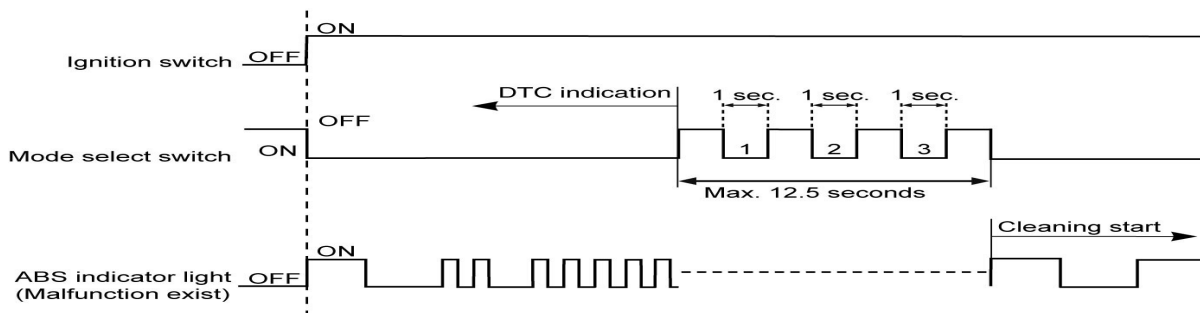 ON
Ignition switch OFF
DTC indication 1 sec. 1 sec. 1 sec.
OFF
Mode select switch ON 1 2 3
Max. 12.5 seconds
Cleaning start
ON
ABS indicator light OFF
(Malfunction exist)